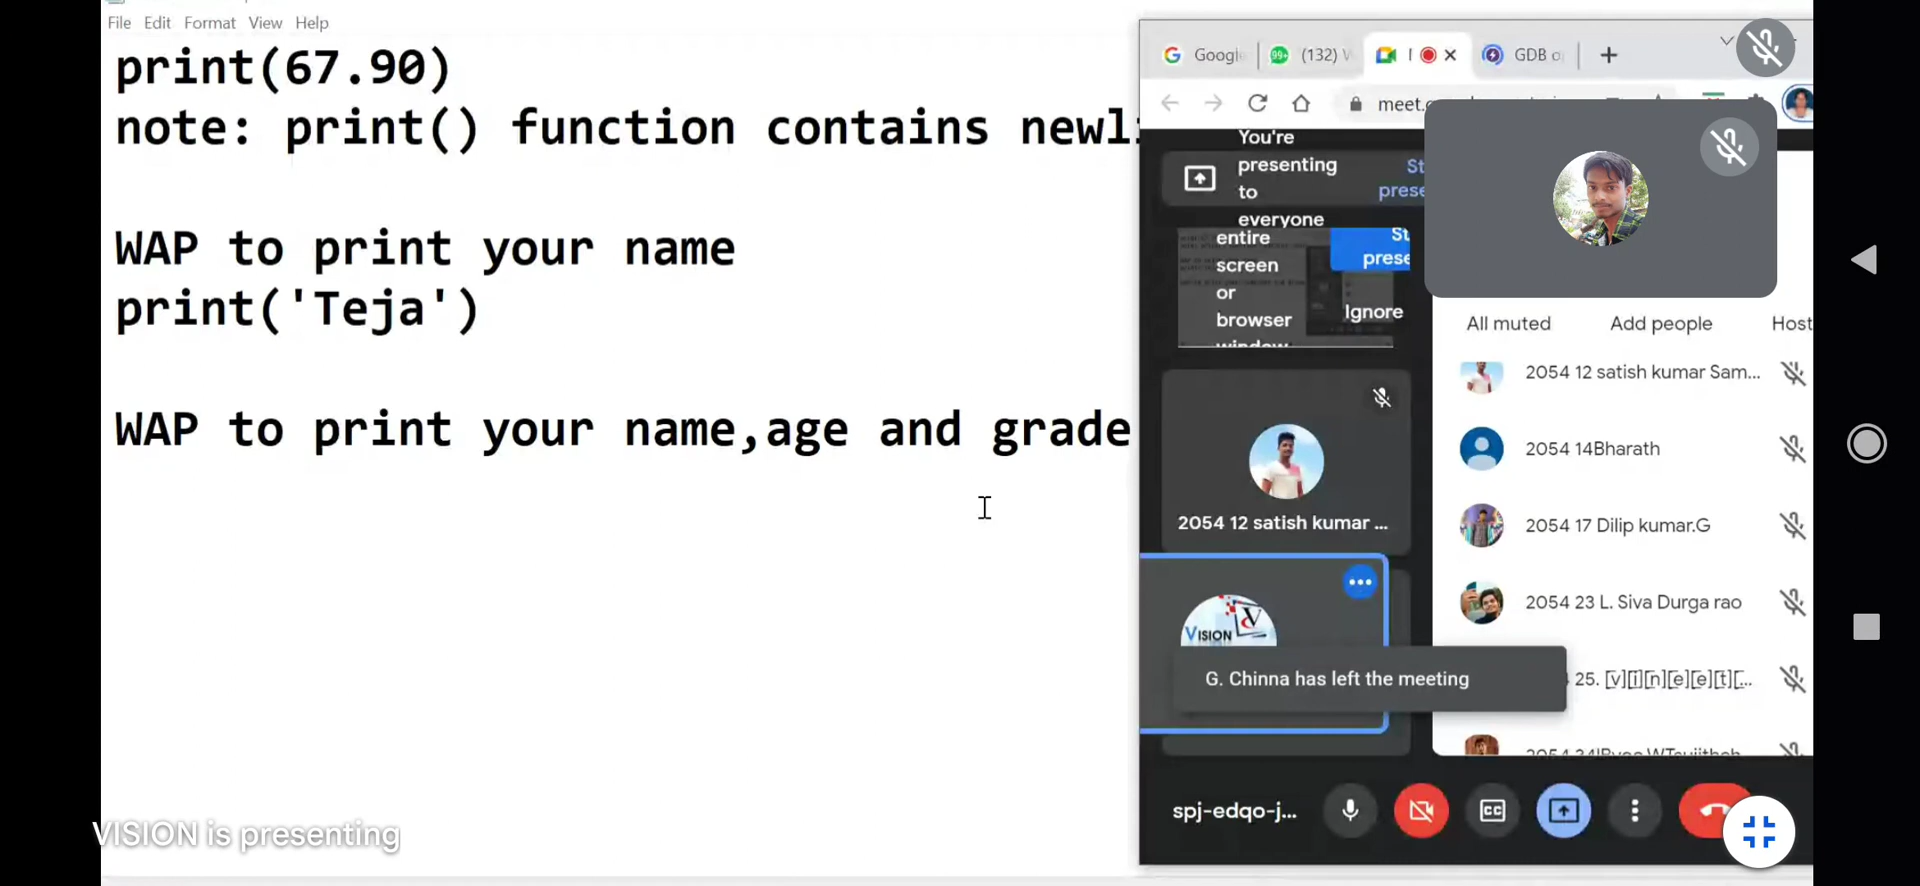 File Edit Format View Help
print(67.90)
note: print() function contains
WAP to print your name
print('Teja')
WAP to print your name,age and grade
VISION is presenting
Google
(132)
GDB
meet.
You're
presenting
to
everyone
entire
screen
or
browser
Ignore
2054 12 satish kumar ...
VISION
G. Chinna has left the meeting
spj-edqo-j...
All muted
Add people
Host
2054 12 satish kumar Sam...
2054 14Bharath
2054 17 Dilip kumar.G
2054 23 L. Siva Durga rao
25. [v][i][n][e][e][t][...